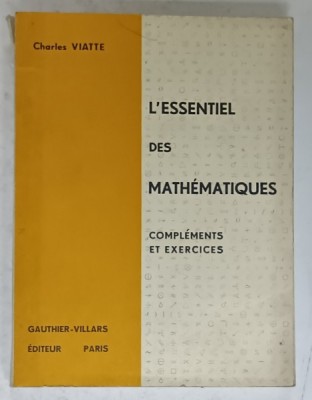 Charles VIATTE
L'ESSENTIEL
DES
MATHÉMATIQUES
COMPLÉMENTS
ET EXERCICES
GAUTHIER-VILLARS
ÉDITEUR PARIS